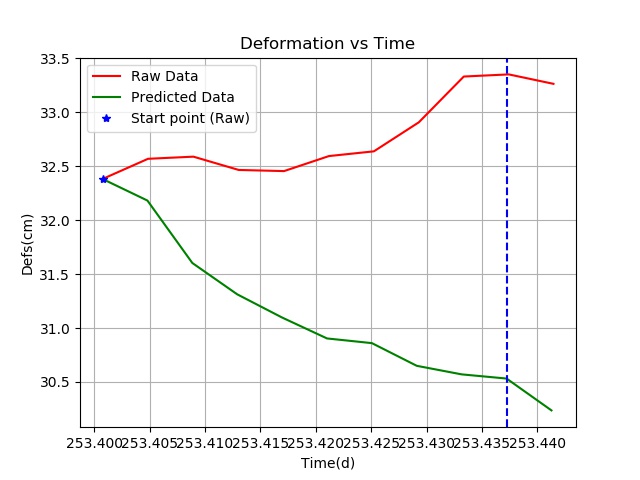 Deformation vs Time
Raw Data
Predicted Data
Start point (Raw)
33.5
33.0
32.5
32.0
31.5
31.0
30.5
Defs(cm)
253.400 253.405 253.410 253.415 253.420 253.425 253.430 253.435 253.440
Time(d)